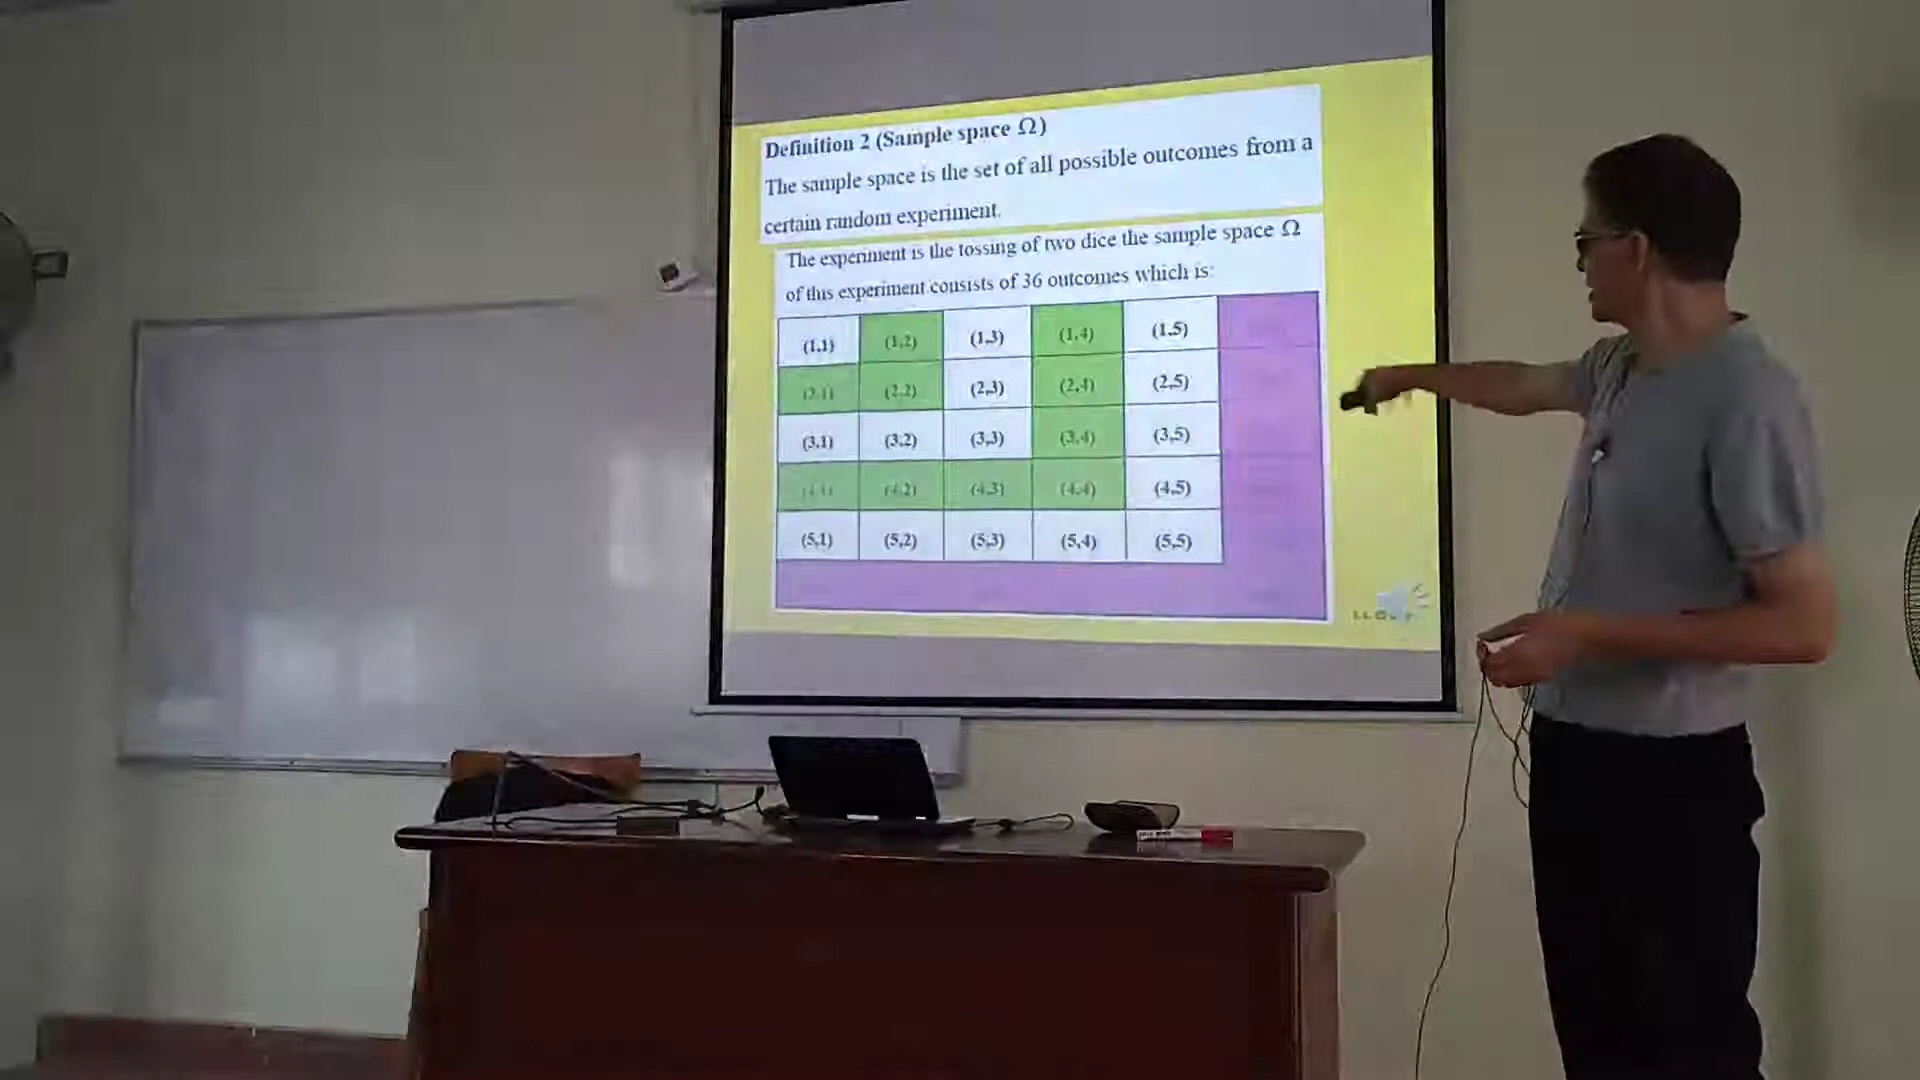 Definition 2 (Sample space Ω)
The sample space is the set of all possible outcomes from a
certain random experiment.
The experiment is the tossing of two dice the sample space Ω
of this experiment consists of 36 outcomes which is:
(1,1) (1,2) (1,3) (1,4) (1,5)
(2,1) (2,2) (2,3) (2,4) (2,5)
(3,1) (3,2) (3,3) (3,4) (3,5)
(4,1) (4,2) (4,3) (4,4) (4,5)
(5,1) (5,2) (5,3) (5,4) (5,5)